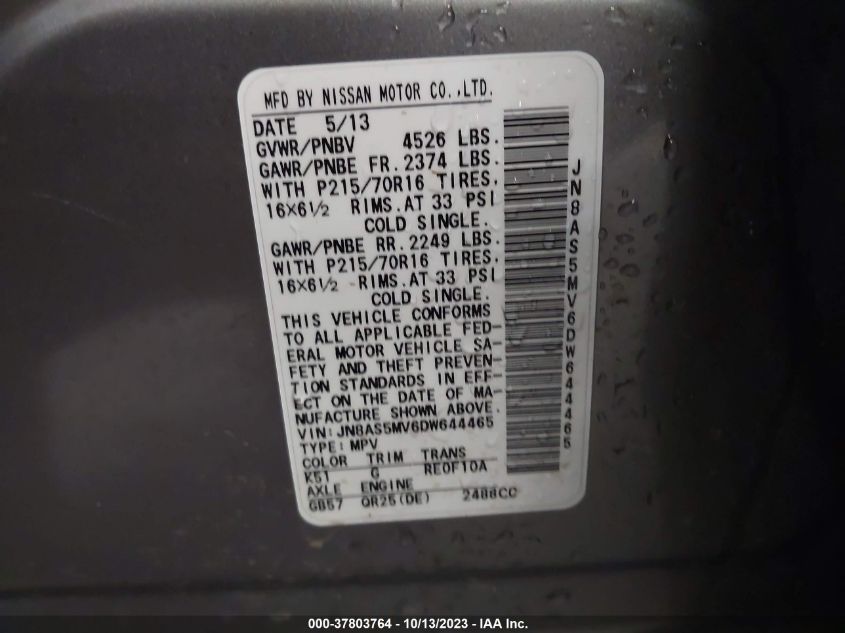 MFD BY NISSAN MOTOR CO.,LTD.
DATE 5/13
GVWR/PNBV 4526 LBS.
GAWR/PNBE FR. 2374 LBS.
WITH P215/70R16 TIRES,
16X6½ RIMS. AT 33 PSI
COLD SINGLE.
GAWR/PNBE RR. 2249 LBS.
WITH P215/70R16 TIRES,
16X6½ RIMS. AT 33 PSI
COLD SINGLE.
THIS VEHICLE CONFORMS
TO ALL APPLICABLE FED-
ERAL MOTOR VEHICLE SA-
FETY AND THEFT PREVEN-
TION STANDARDS IN EFF-
ECT ON THE DATE OF MA-
NUFACTURE SHOWN ABOVE.
VIN:JN8AS5MV6DW644465
TYPE:MPV
COLOR TRIM TRANS
K51 G RE0F10A
AXLE ENGINE
GB57 QR25(DE) 2488CC
JN8AS5MV6DW644465
000-37803764 - 10/13/2023 - IAA Inc.